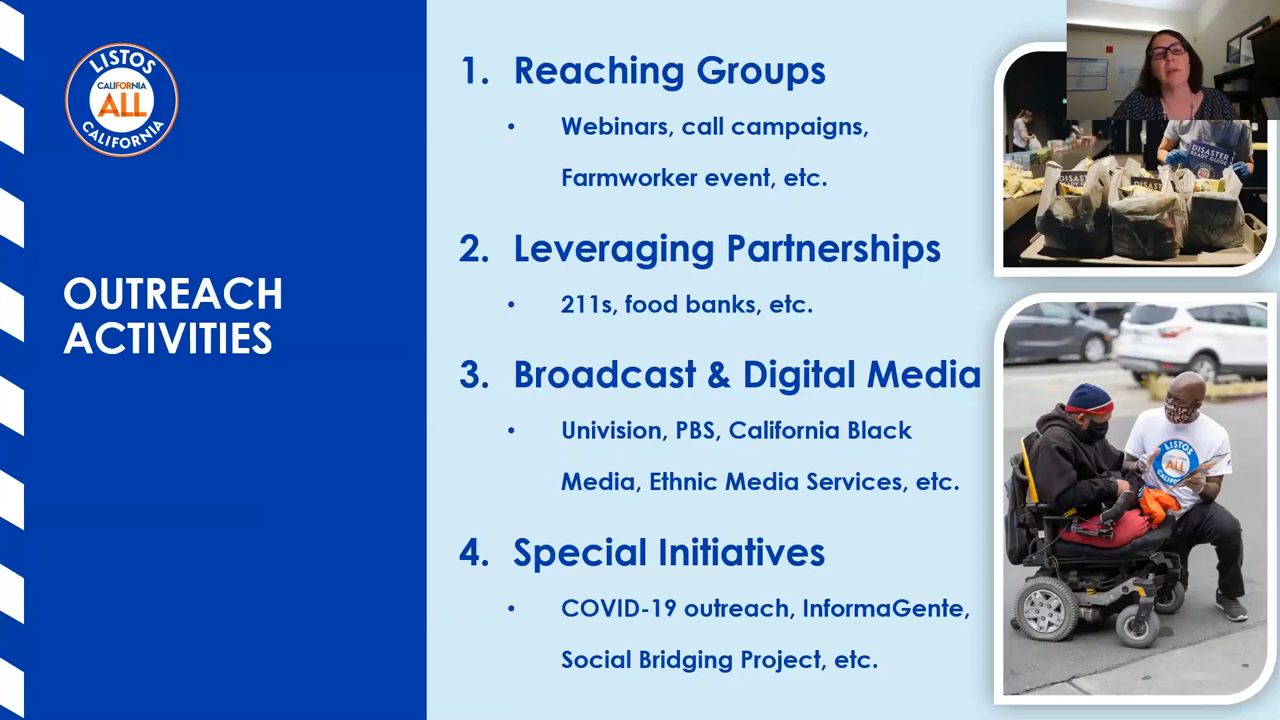 LISTOS
CALIFORNIA
ALL
CALIFORNIA
OUTREACH
ACTIVITIES
1. Reaching Groups
• Webinars, call campaigns,
Farmworker event, etc.
2. Leveraging Partnerships
• 211s, food banks, etc.
3. Broadcast & Digital Media
• Univision, PBS, California Black
Media, Ethnic Media Services, etc.
4. Special Initiatives
• COVID-19 outreach, InformaGente,
Social Bridging Project, etc.
DISASTER
READY GUIDE
LISTOS
ALL